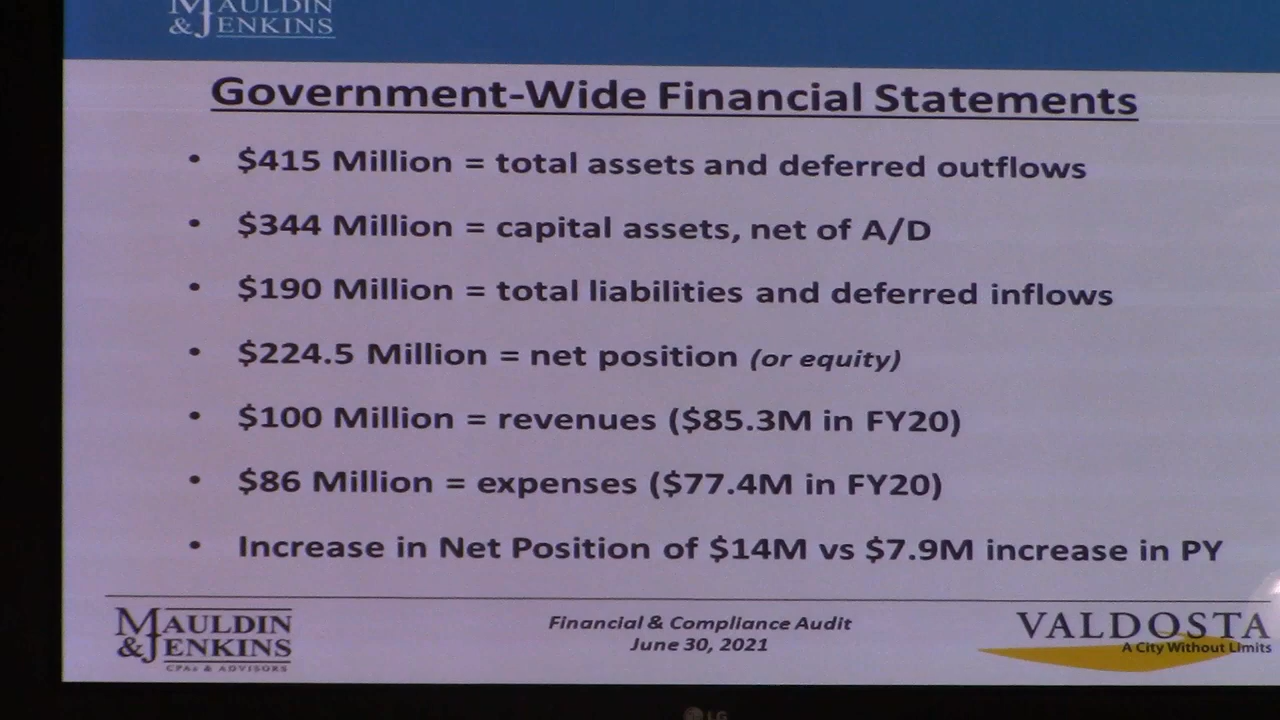 MAULDIN
& JENKINS
Government-Wide Financial Statements
• $415 Million = total assets and deferred outflows
• $344 Million = capital assets, net of A/D
• $190 Million = total liabilities and deferred inflows
• $224.5 Million = net position (or equity)
• $100 Million = revenues ($85.3M in FY20)
• $86 Million = expenses ($77.4M in FY20)
• Increase in Net Position of $14M vs $7.9M increase in PY
MAULDIN
& JENKINS
CPAs & ADVISORS
Financial & Compliance Audit
June 30, 2021
VALDOSTA
A City Without Limits
LG